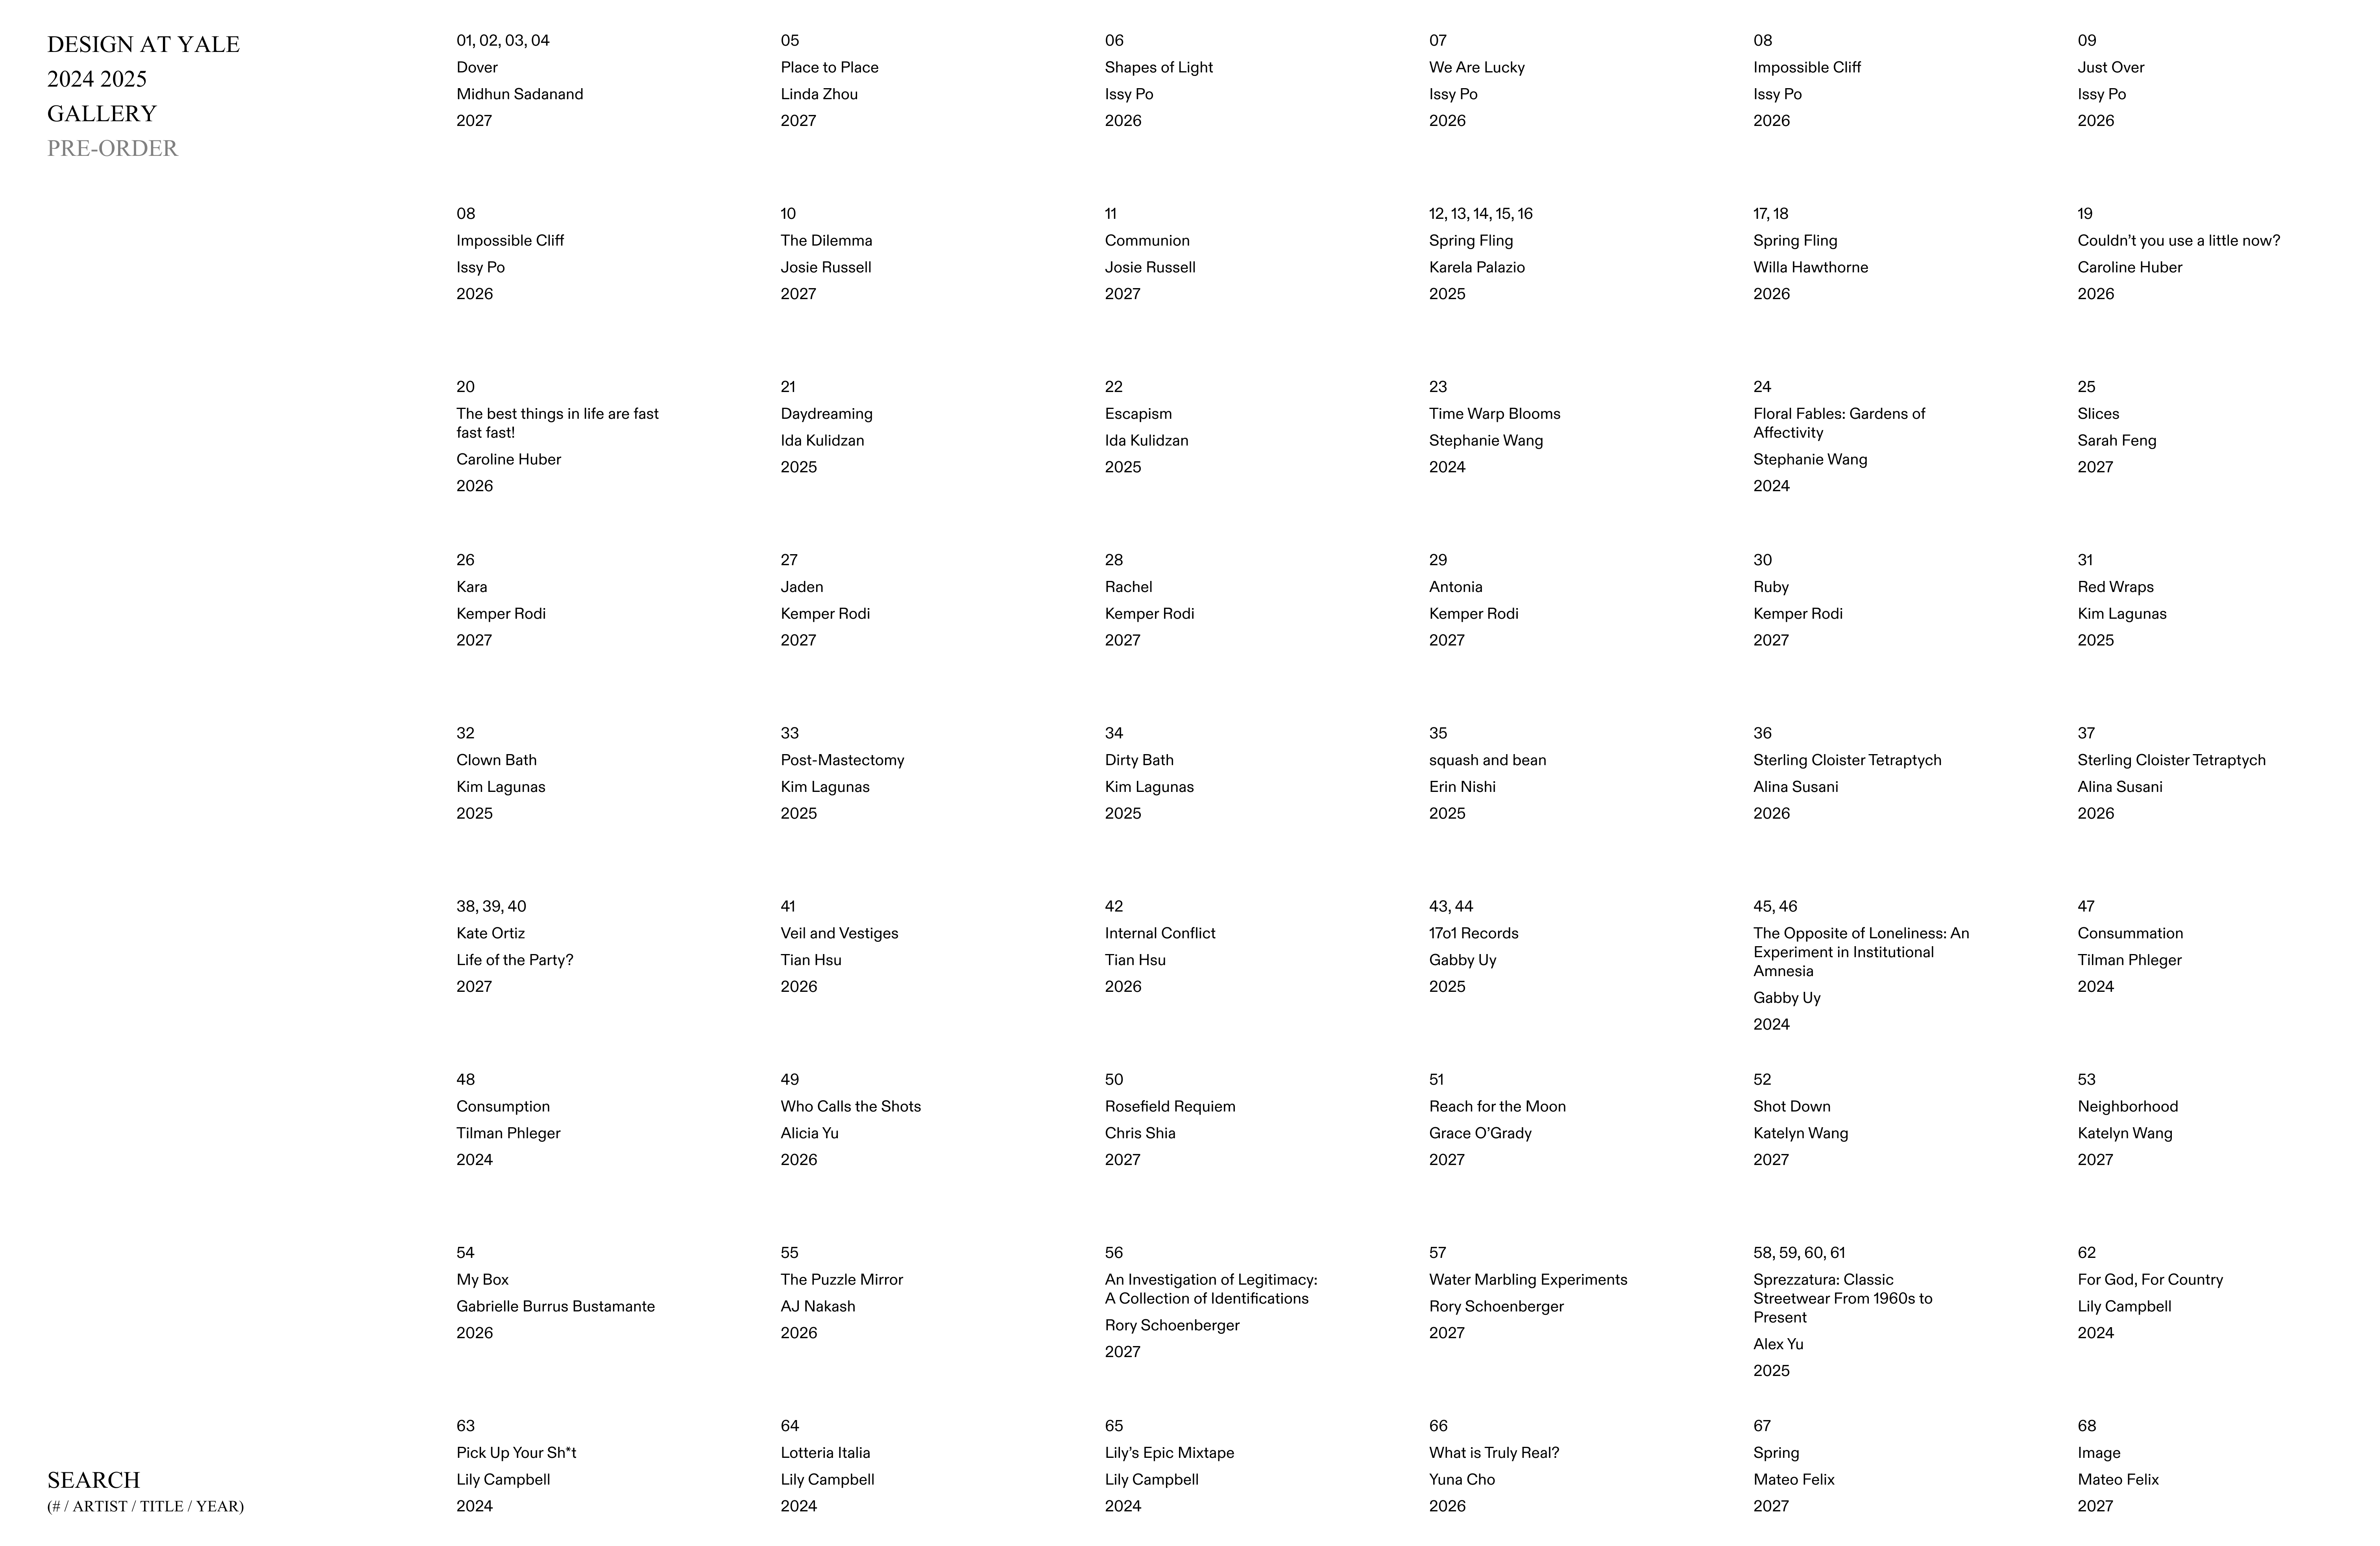 DESIGN AT YALE
2024 2025
GALLERY
PRE-ORDER
01, 02, 03, 04
Dover
Midhun Sadanand
2027
05
Place to Place
Linda Zhou
2027
06
Shapes of Light
Issy Po
2026
07
We Are Lucky
Issy Po
2026
08
Impossible Cliff
Issy Po
2026
09
Just Over
Issy Po
2026
08
Impossible Cliff
Issy Po
2026
10
The Dilemma
Josie Russell
2027
11
Communion
Josie Russell
2027
12, 13, 14, 15, 16
Spring Fling
Karela Palazio
2025
17, 18
Spring Fling
Willa Hawthorne
2026
19
Couldn’t you use a little now?
Caroline Huber
2026
20
The best things in life are fast
fast fast!
Caroline Huber
2026
21
Daydreaming
Ida Kulidzan
2025
22
Escapism
Ida Kulidzan
2025
23
Time Warp Blooms
Stephanie Wang
2024
24
Floral Fables: Gardens of
Affectivity
Stephanie Wang
2024
25
Slices
Sarah Feng
2027
26
Kara
Kemper Rodi
2027
27
Jaden
Kemper Rodi
2027
28
Rachel
Kemper Rodi
2027
29
Antonia
Kemper Rodi
2027
30
Ruby
Kemper Rodi
2027
31
Red Wraps
Kim Lagunas
2025
32
Clown Bath
Kim Lagunas
2025
33
Post-Mastectomy
Kim Lagunas
2025
34
Dirty Bath
Kim Lagunas
2025
35
squash and bean
Erin Nishi
2025
36
Sterling Cloister Tetraptych
Alina Susani
2026
37
Sterling Cloister Tetraptych
Alina Susani
2026
38, 39, 40
Kate Ortiz
Life of the Party?
2027
41
Veil and Vestiges
Tian Hsu
2026
42
Internal Conflict
Tian Hsu
2026
43, 44
17o1 Records
Gabby Uy
2025
45, 46
The Opposite of Loneliness: An
Experiment in Institutional
Amnesia
Gabby Uy
2024
47
Consummation
Tilman Phleger
2024
48
Consumption
Tilman Phleger
2024
49
Who Calls the Shots
Alicia Yu
2026
50
Rosefield Requiem
Chris Shia
2027
51
Reach for the Moon
Grace O’Grady
2027
52
Shot Down
Katelyn Wang
2027
53
Neighborhood
Katelyn Wang
2027
54
My Box
Gabrielle Burrus Bustamante
2026
55
The Puzzle Mirror
AJ Nakash
2026
56
An Investigation of Legitimacy:
A Collection of Identifications
Rory Schoenberger
2027
57
Water Marbling Experiments
Rory Schoenberger
2027
58, 59, 60, 61
Sprezzatura: Classic
Streetwear From 1960s to
Present
Alex Yu
2025
62
For God, For Country
Lily Campbell
2024
63
Pick Up Your Sh*t
Lily Campbell
2024
64
Lotteria Italia
Lily Campbell
2024
65
Lily’s Epic Mixtape
Lily Campbell
2024
66
What is Truly Real?
Yuna Cho
2026
67
Spring
Mateo Felix
2027
68
Image
Mateo Felix
2027
SEARCH
(# / ARTIST / TITLE / YEAR)